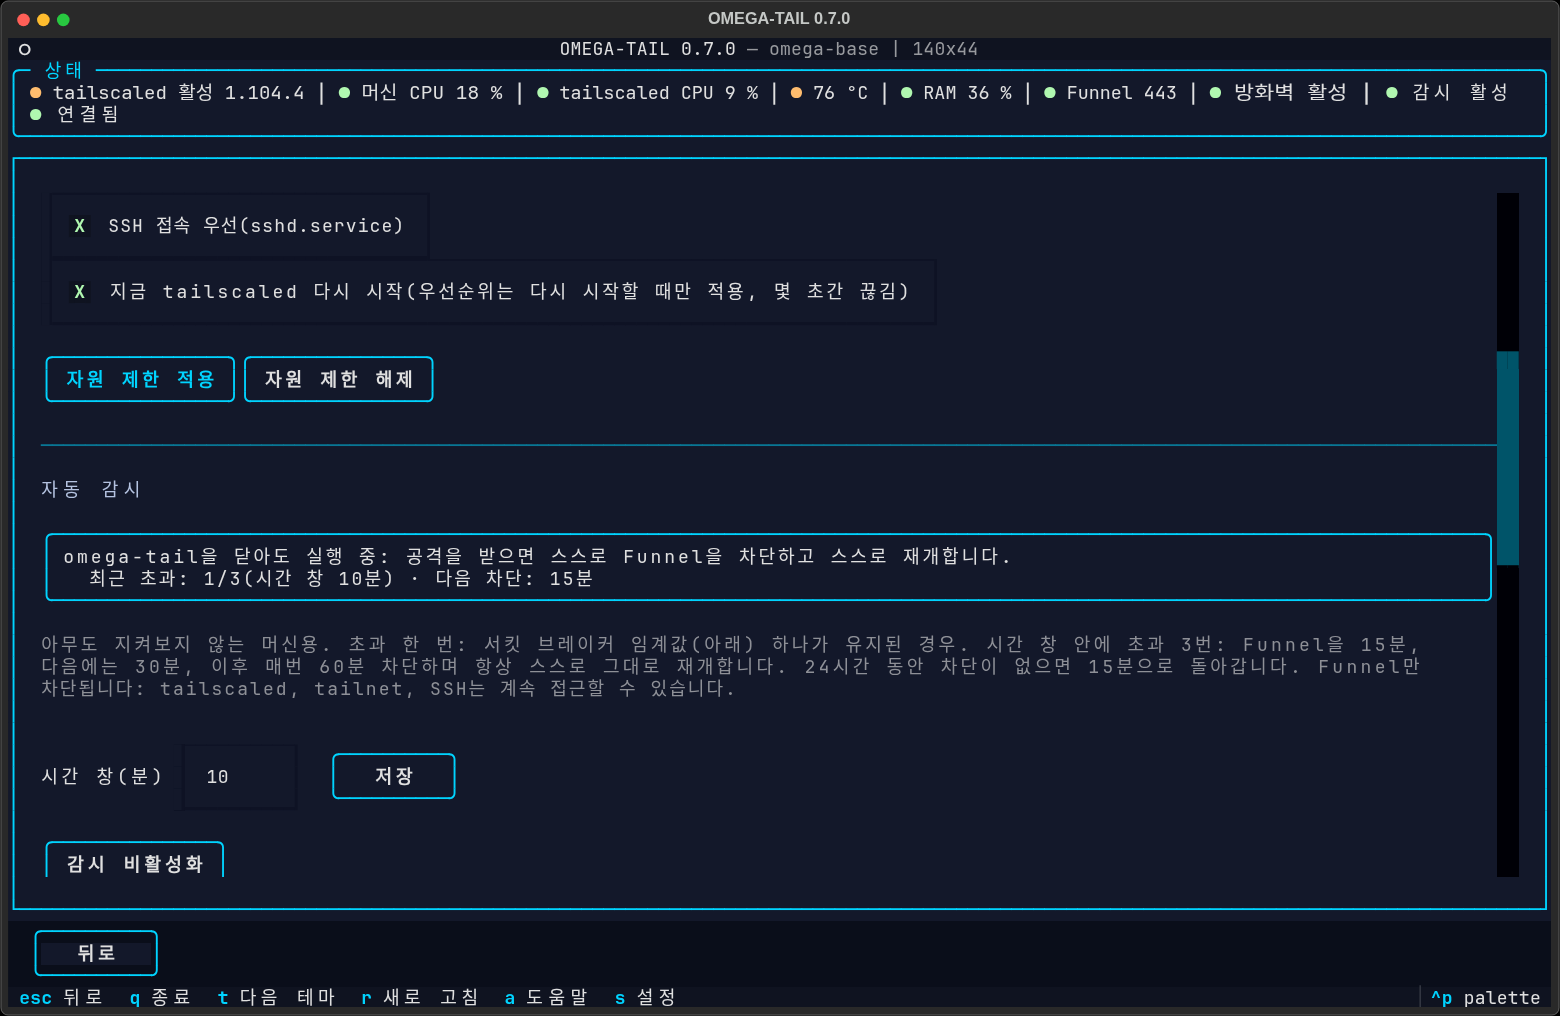 OMEGA-TAIL 0.7.0
OMEGA-TAIL 0.7.0 — omega-base | 140x44
상태
tailscaled 활성 1.104.4 | ● 머신 CPU 18 % | ● tailscaled CPU 9 % | ● 76 °C | ● RAM 36 % | ● Funnel 443 | ● 방화벽 활성 | ● 감시 활성
연결됨
X SSH 접속 우선(sshd.service)
X 지금 tailscaled 다시 시작(우선순위는 다시 시작할 때만 적용, 몇 초간 끊김)
자원 제한 적용 자원 제한 해제
자동 감시
omega-tail을 닫아도 실행 중: 공격을 받으면 스스로 Funnel을 차단하고 스스로 재개합니다.
최근 초과: 1/3(시간 창 10분) · 다음 차단: 15분
아무도 지켜보지 않는 머신용. 초과 한 번: 서킷 브레이커 임계값(아래) 하나가 유지된 경우. 시간 창 안에 초과 3번: Funnel을 15분,
다음에는 30분, 이후 매번 60분 차단하며 항상 스스로 그대로 재개합니다. 24시간 동안 차단이 없으면 15분으로 돌아갑니다. Funnel만
차단됩니다: tailscaled, tailnet, SSH는 계속 접근할 수 있습니다.
시간 창(분) 10 저장
감시 비활성화
뒤로
esc 뒤로 q 종료 t 다음 테마 r 새로 고침 a 도움말 s 설정 ^p palette